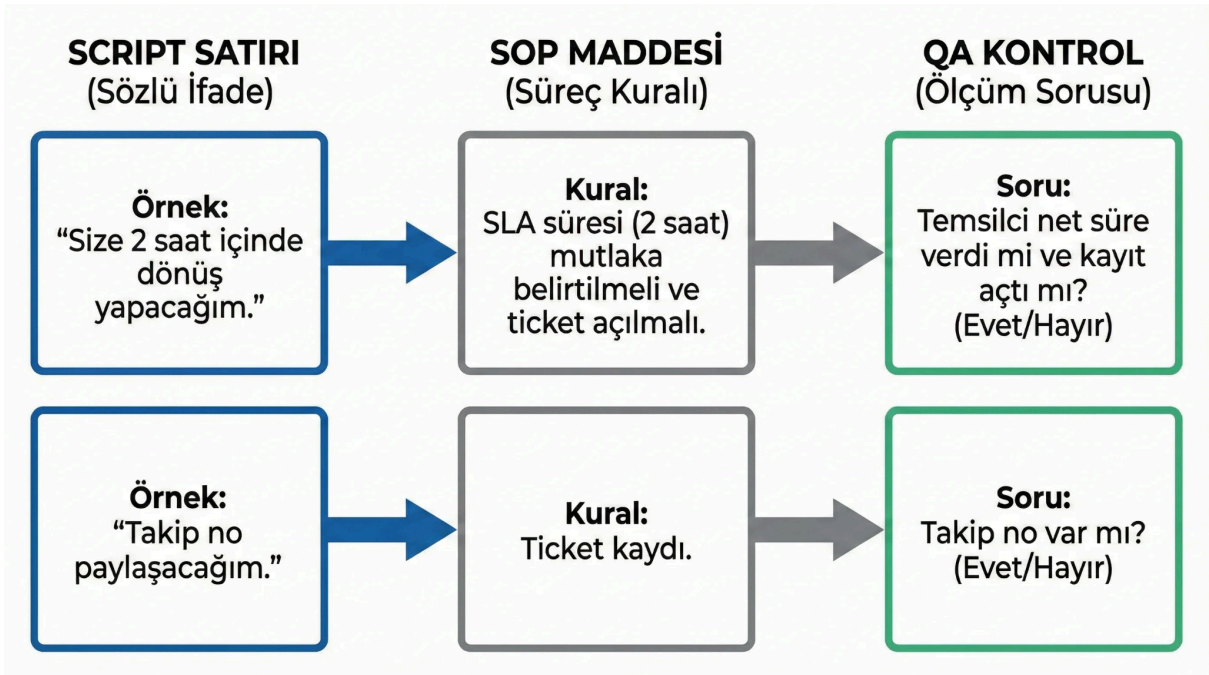 SCRIPT SATIRI
(Sözlü İfade)
SOP MADDESİ
(Süreç Kuralı)
QA KONTROL
(Ölçüm Sorusu)
Örnek:
“Size 2 saat içinde
dönüş
yapacağım.”
Kural:
SLA süresi (2 saat)
mutlaka
belirtilmeli ve
ticket açılmalı.
Soru:
Temsilci net süre
verdi mi ve kayıt
açtı mı?
(Evet/Hayır)
Örnek:
“Takip no
paylaşacağım.”
Kural:
Ticket kaydı.
Soru:
Takip no var mı?
(Evet/Hayır)